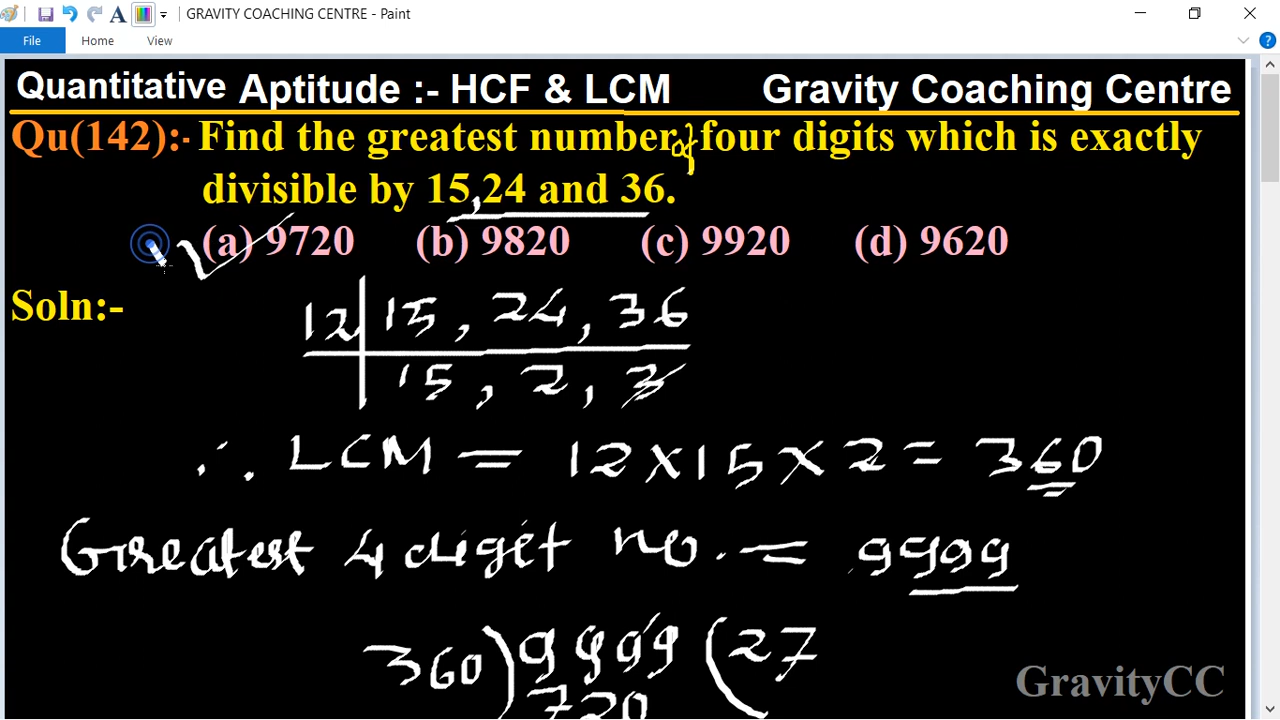 GRAVITY COACHING CENTRE - Paint
File Home View
Quantitative Aptitude :- HCF & LCM Gravity Coaching Centre
Qu(142):- Find the greatest number of four digits which is exactly
divisible by 15,24 and 36.
(a) 9720 (b) 9820 (c) 9920 (d) 9620
Soln:-
12 15, 24, 36
15, 2, 3
∴ LCM = 12×15×2 = 360
Greatest 4 digit no. = 9999
360) 9999 (27
720
GravityCC